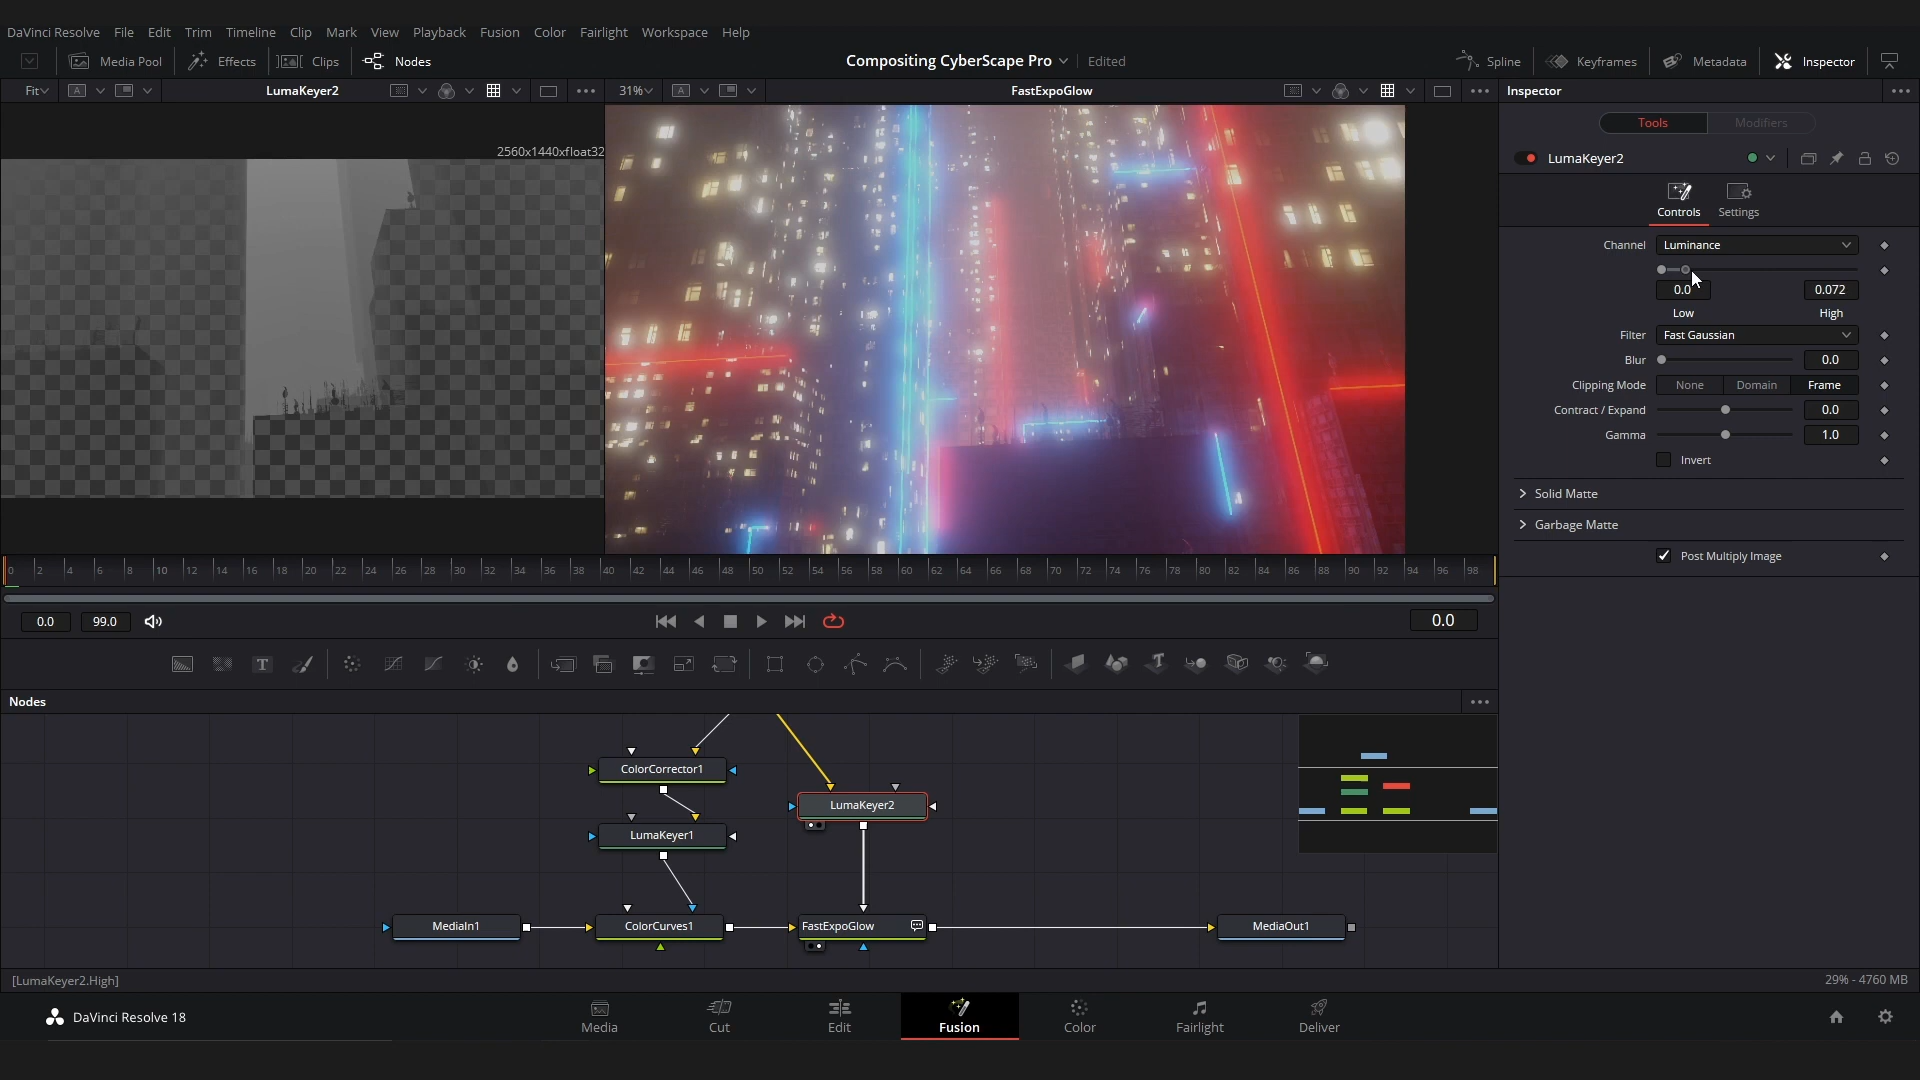 DaVinci Resolve File Edit Trim Timeline Clip Mark View Playback Fusion Color Fairlight Workspace Help
Media Pool Effects Clips Nodes Compositing CyberScape Pro Edited Spline Keyframes Metadata Inspector
Fit LumaKeyer2 31% FastExpoGlow Inspector
Tools Modifiers
2560x1440xfloat32
LumaKeyer2
Controls Settings
Channel Luminance
0.0 0.072
Low High
Filter Fast Gaussian
Blur 0.0
Clipping Mode None Domain Frame
Contract / Expand 0.0
Gamma 1.0
Invert
Solid Matte
Garbage Matte
Post Multiply Image
0 2 4 6 8 10 12 14 16 18 20 22 24 26 28 30 32 34 36 38 40 42 44 46 48 50 52 54 56 58 60 62 64 66 68 70 72 74 76 78 80 82 84 86 88 90 92 94 96 98
0.0 99.0 0.0
Nodes
ColorCorrector1
LumaKeyer2
LumaKeyer1
MediaIn1 ColorCurves1 FastExpoGlow MediaOut1
[LumaKeyer2.High] 29% - 4760 MB
DaVinci Resolve 18 Media Cut Edit Fusion Color Fairlight Deliver